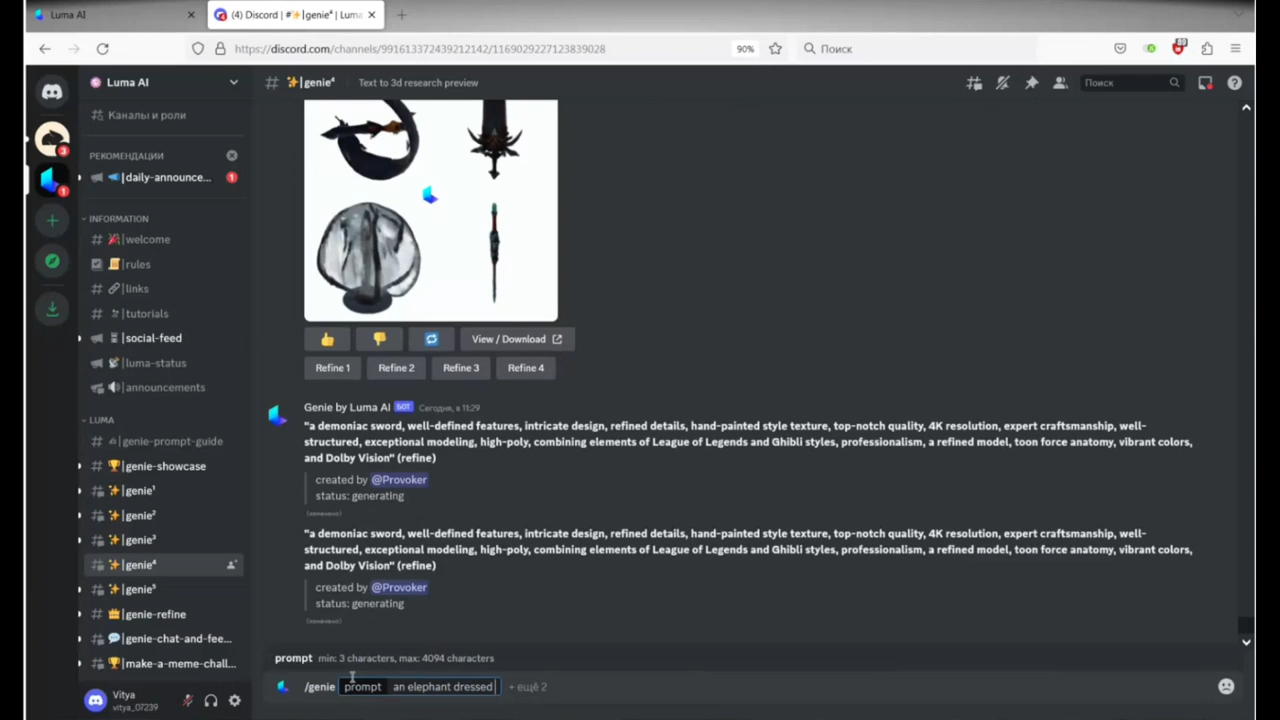 Luma AI
(4) Discord | #✨|genie⁴ | Luma
https://discord.com/channels/991613372439212142/1169029227123839028
90%
Поиск
89
Luma AI
✨|genie⁴
Text to 3d research preview
Поиск
Каналы и роли
РЕКОМЕНДАЦИИ
|daily-announce...
1
3
1
INFORMATION
|welcome
|rules
|links
|tutorials
|social-feed
|luma-status
|announcements
LUMA
|genie-prompt-guide
|genie-showcase
✨|genie¹
✨|genie²
✨|genie³
✨|genie⁴
✨|genie⁵
|genie-refine
|genie-chat-and-fee...
|make-a-meme-chall...
Vitya
vitya_07239
View / Download
Refine 1
Refine 2
Refine 3
Refine 4
Genie by Luma AI БОТ Сегодня, в 11:29
"a demoniac sword, well-defined features, intricate design, refined details, hand-painted style texture, top-notch quality, 4K resolution, expert craftsmanship, well-
structured, exceptional modeling, high-poly, combining elements of League of Legends and Ghibli styles, professionalism, a refined model, toon force anatomy, vibrant colors,
and Dolby Vision" (refine)
created by @Provoker
status: generating
(изменено)
"a demoniac sword, well-defined features, intricate design, refined details, hand-painted style texture, top-notch quality, 4K resolution, expert craftsmanship, well-
structured, exceptional modeling, high-poly, combining elements of League of Legends and Ghibli styles, professionalism, a refined model, toon force anatomy, vibrant colors,
and Dolby Vision" (refine)
created by @Provoker
status: generating
(изменено)
prompt min: 3 characters, max: 4094 characters
/genie prompt an elephant dressed + ещё 2